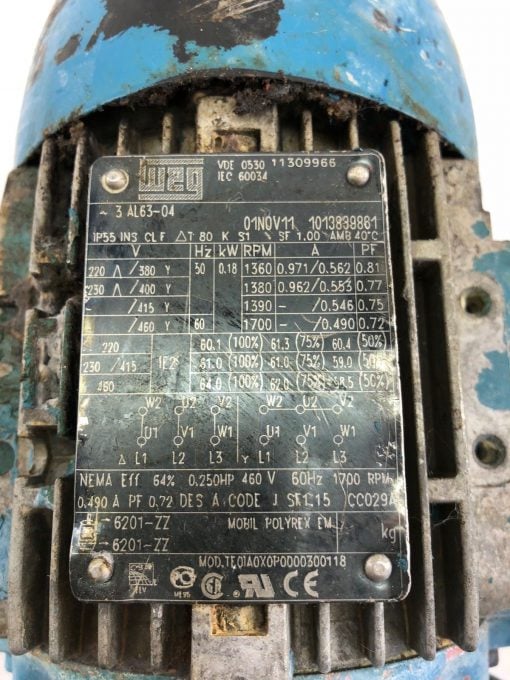 WEG VDE 0530 11309966
IEC 60034
~ 3 AL63-04
01NOV11 1013839861
IP55 INS CL F Δ T 80 K S1 SF 1.00 AMB 40°C
V Hz kW RPM A PF
220 Δ / 380 Y 50 0.18 1360 0.971/0.562 0.81
230 Δ / 400 Y 1380 0.962/0.553 0.77
- /415 Y 1390 - /0.546 0.75
/460 Y 60 1700 - /0.490 0.72
220 60.1 (100%) 61.3 (75%) 60.4 (50%)
230 /415 IE2 61.0 (100%) 61.0 (75%) 59.0
460 64.0 (100%) 62.0 (75%) (50%)
W2 U2 V2 W2 U2 V2
U1 V1 W1 U1 V1 W1
Δ L1 L2 L3 Y L1 L2 L3
NEMA Eff 64% 0.250HP 460 V 60Hz 1700 RPM
0.490 A PF 0.72 DES A CODE J SF1.15 CC029A
6201-ZZ MOBIL POLYREX EM
6201-ZZ kg
MOD.TE01A0X0P0000300118